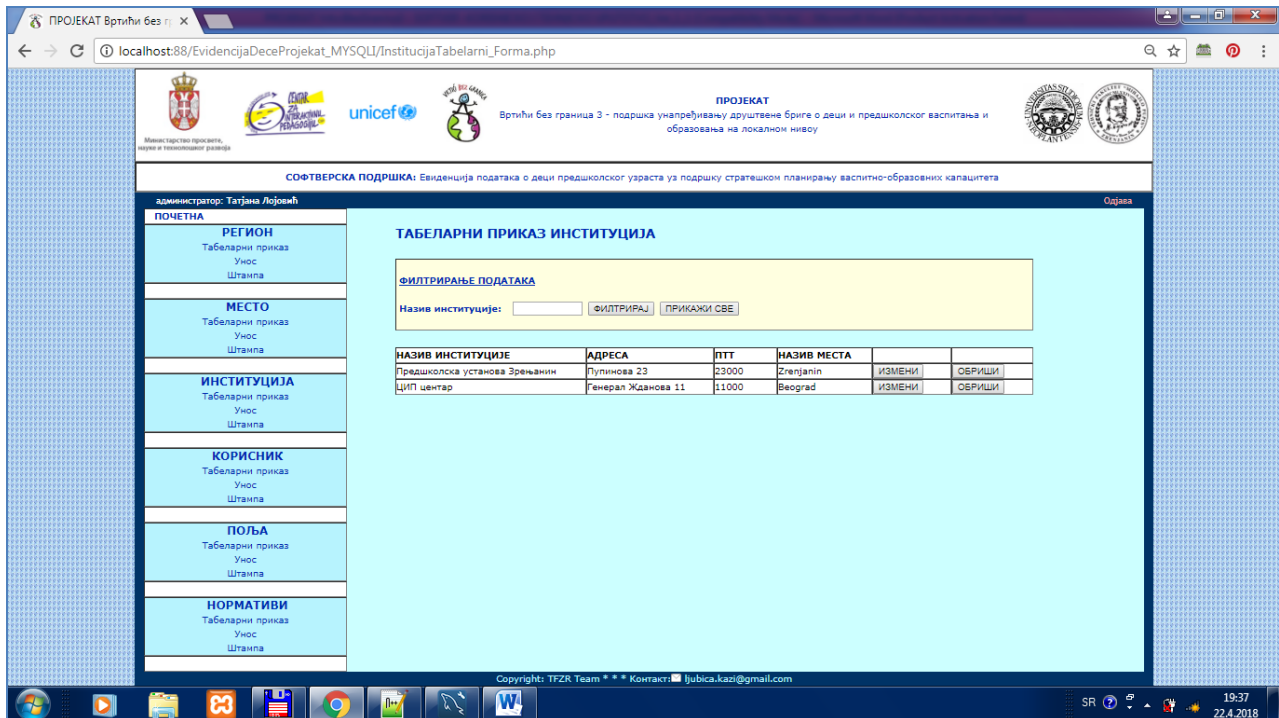 ПРОЈЕКАТ Вртићи без г
localhost:88/EvidencijaDeceProjekat_MYSQLI/InstitucijaTabelarni_Forma.php
Министарство просвете,
науке и технолошког развоја
CENTAR
ZA
INTERAKTIVNU
PEDAGOGIJU
unicef
ПРОЈЕКАТ
Вртићи без граница 3 - подршка унапређивању друштвене бриге о деци и предшколског васпитања и
образовања на локалном нивоу
СОФТВЕРСКА ПОДРШКА: Евиденција података о деци предшколског узраста уз подршку стратешком планирању васпитно-образовних капацитета
администратор: Татјана Лојовић
Одјава
ПОЧЕТНА
РЕГИОН
Табеларни приказ
Унос
Штампа
МЕСТО
Табеларни приказ
Унос
Штампа
ИНСТИТУЦИЈА
Табеларни приказ
Унос
Штампа
КОРИСНИК
Табеларни приказ
Унос
Штампа
ПОЉА
Табеларни приказ
Унос
Штампа
НОРМАТИВИ
Табеларни приказ
Унос
Штампа
ТАБЕЛАРНИ ПРИКАЗ ИНСТИТУЦИЈА
ФИЛТРИРАЊЕ ПОДАТАКА
Назив институције: ФИЛТРИРАЈ ПРИКАЖИ СВЕ
НАЗИВ ИНСТИТУЦИЈЕ АДРЕСА ПТТ НАЗИВ МЕСТА
Предшколска установа Зрењанин Пупинова 23 23000 Zrenjanin ИЗМЕНИ ОБРИШИ
ЦИП центар Генерал Жданова 11 11000 Beograd ИЗМЕНИ ОБРИШИ
Copyright: TFZR Team * * * Контакт: ljubica.kazi@gmail.com
SR
19:37
22.4.2018